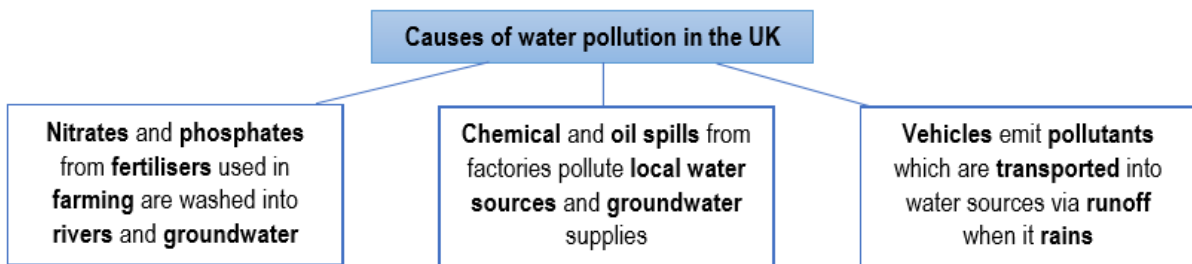 Causes of water pollution in the UK
Nitrates and phosphates
from fertilisers used in
farming are washed into
rivers and groundwater
Chemical and oil spills from
factories pollute local water
sources and groundwater
supplies
Vehicles emit pollutants
which are transported into
water sources via runoff
when it rains